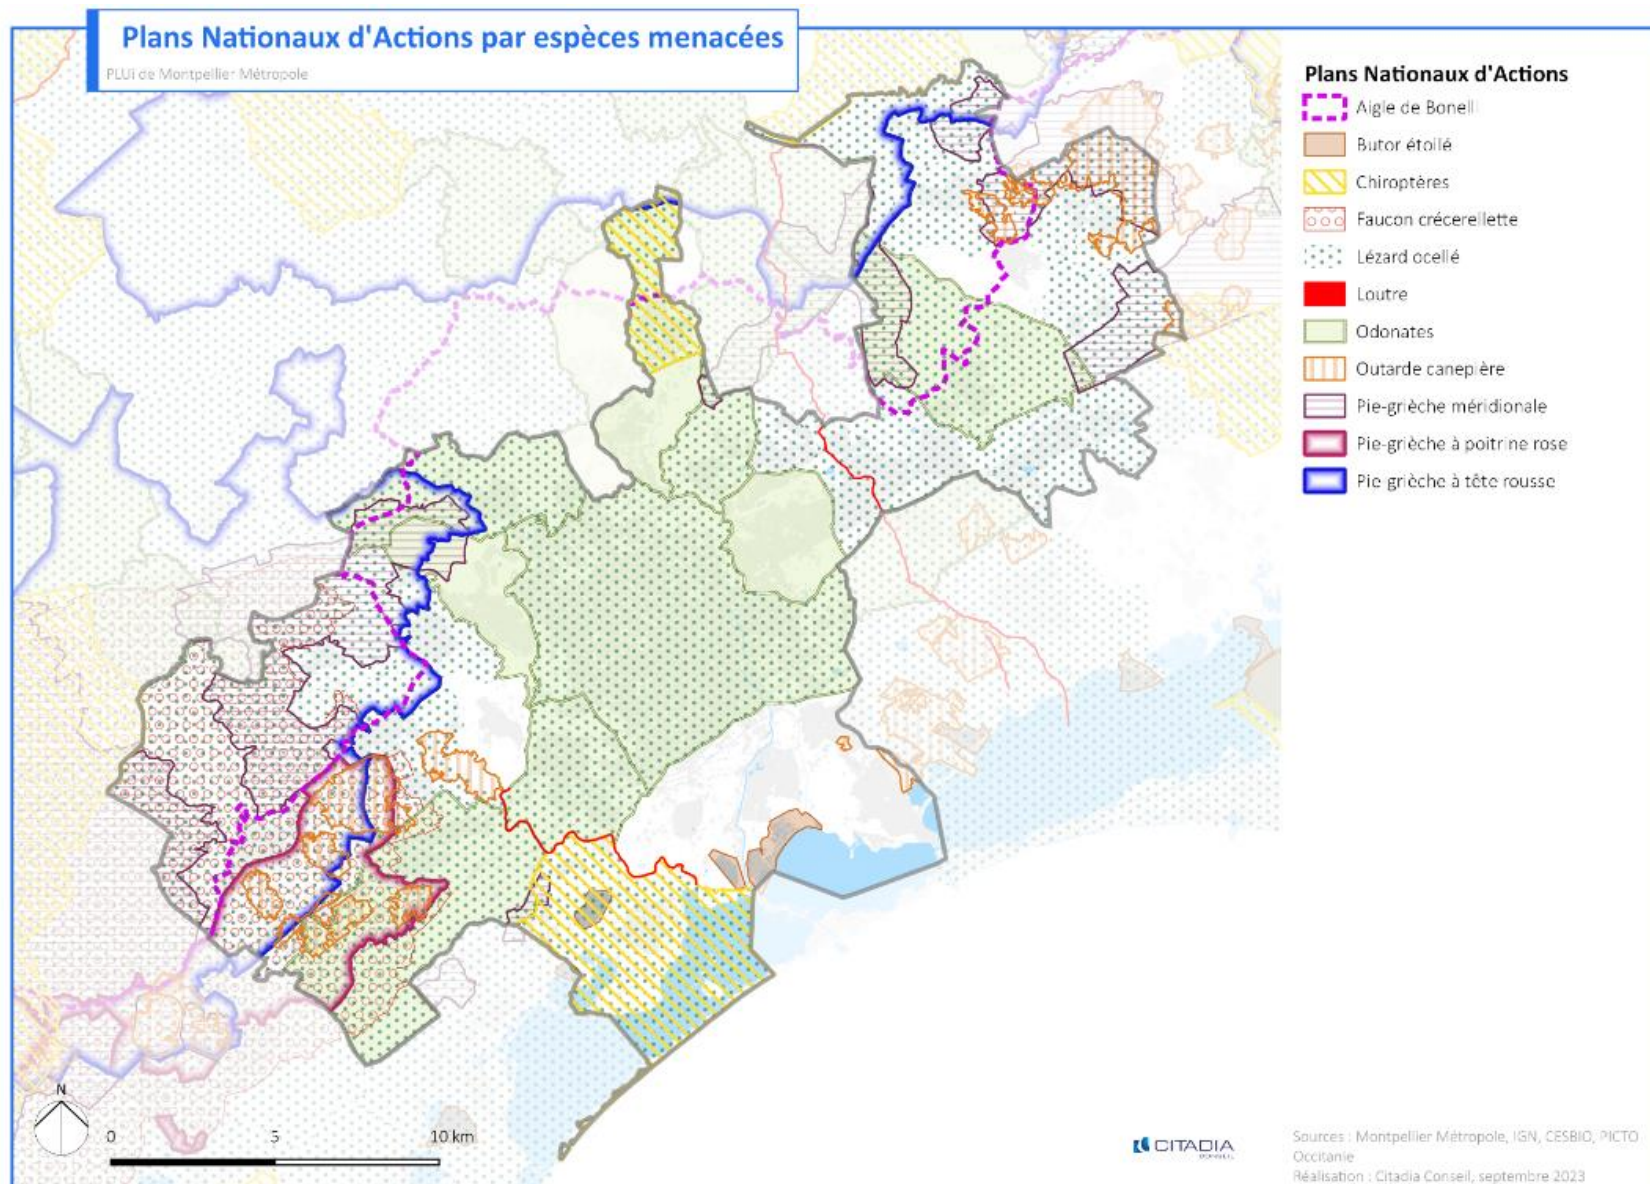 Plans Nationaux d'Actions par espèces menacées
PLUi de Montpellier Métropole
Plans Nationaux d'Actions
Aigle de Bonelli
Butor étoilé
Chiroptères
Faucon crécerellette
Lézard ocellé
Loutre
Odonates
Outarde canepière
Pie-grièche méridionale
Pie-grièche à poitrine rose
Pie-grièche à tête rousse
N
0 5 10 km
CITADIA
CONSEIL
Sources : Montpellier Métropole, IGN, CESBIO, PICTO
Occitanie
Réalisation : Citadia Conseil, septembre 2023